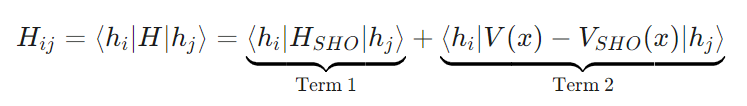 H_{ij} = ⟨h_i|H|h_j⟩ = ⟨h_i|H_{SHO}|h_j⟩ + ⟨h_i|V(x) − V_{SHO}(x)|h_j⟩
Term 1 Term 2